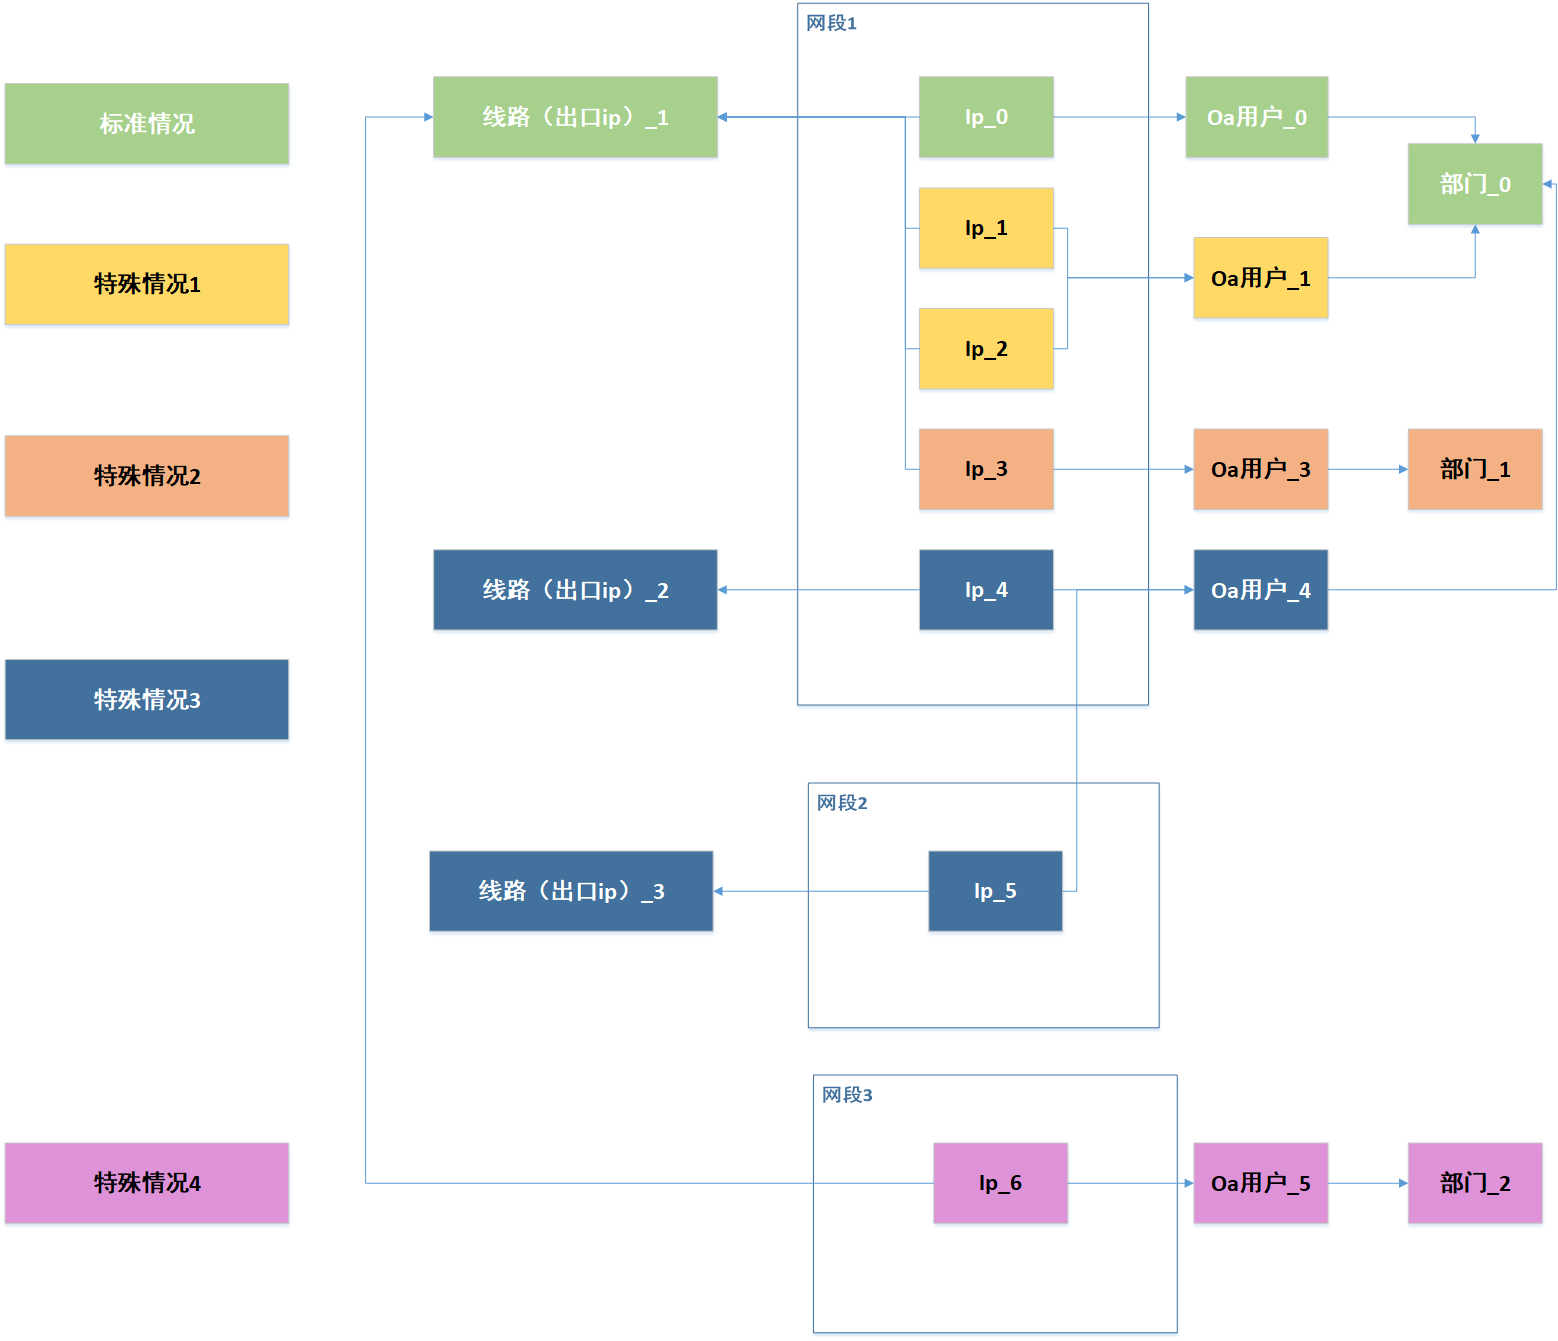 网段1
标准情况
线路（出口ip）_1
Ip_0
Oa用户_0
部门_0
Ip_1
特殊情况1
Oa用户_1
Ip_2
特殊情况2
Ip_3
Oa用户_3
部门_1
线路（出口ip）_2
Ip_4
Oa用户_4
特殊情况3
网段2
线路（出口ip）_3
Ip_5
网段3
特殊情况4
Ip_6
Oa用户_5
部门_2